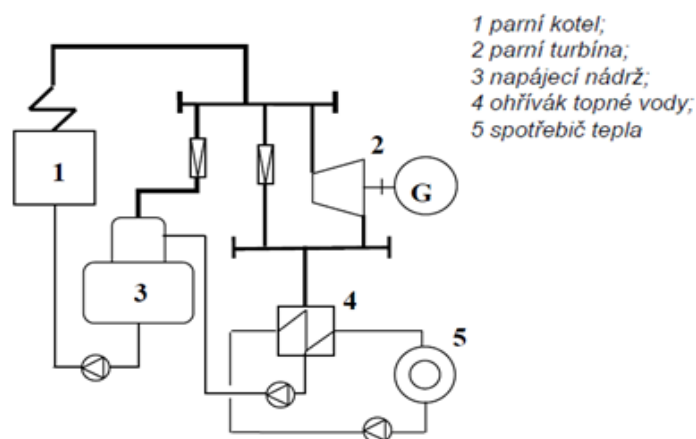 1 parní kotel;
2 parní turbína;
3 napájecí nádrž;
4 ohřívák topné vody;
5 spotřebič tepla
2
1
G
3
4
5